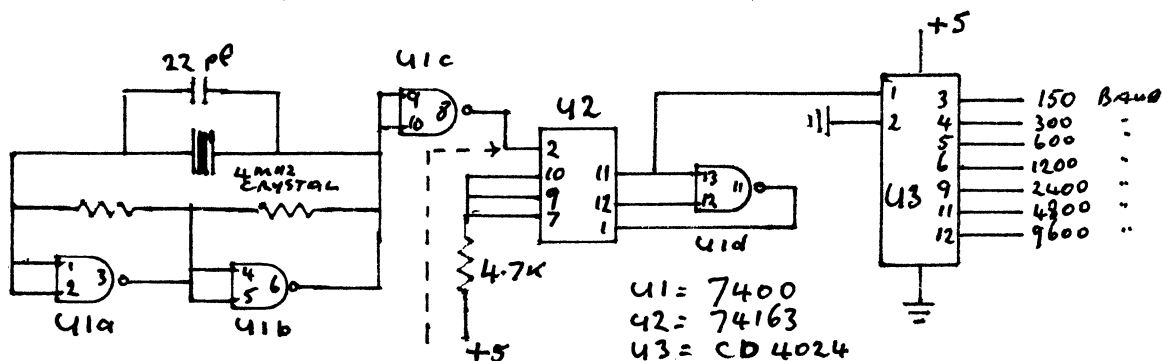 +5
22 pf
U1c
U2
9
10
8
1
2
3
4
5
6
9
11
12
U3
150 BAUD
300 "
600 "
1200 "
2400 "
4800 "
9600 "
4MHZ
CRYSTAL
2
10
9
7
11
12
1
13
12
11
U1d
1
2
3
U1a
4
5
6
U1b
4.7K
+5
U1 = 7400
U2 = 74163
U3 = CD 4024